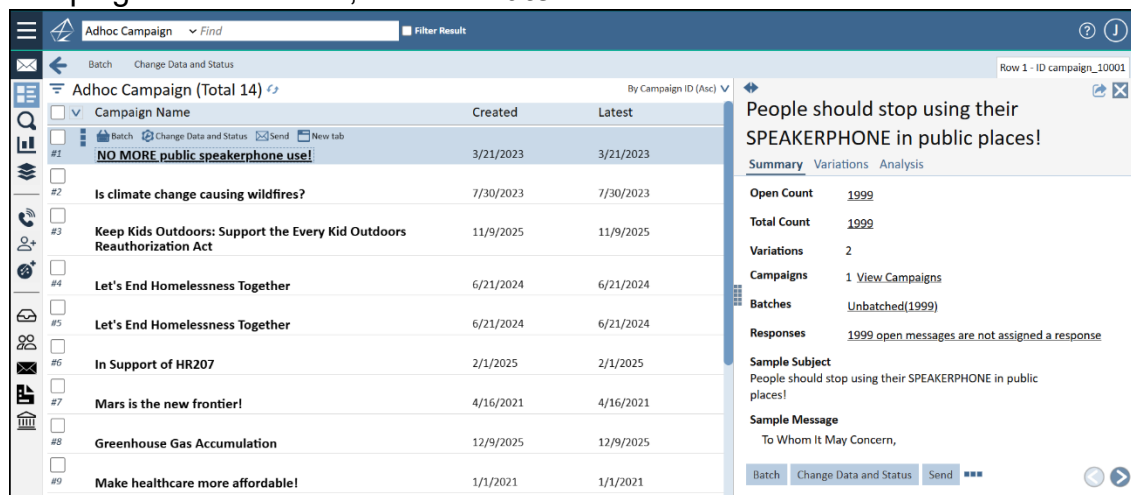 Adhoc Campaign Find Filter Result ? J
Batch Change Data and Status Row 1 - ID campaign_10001
Adhoc Campaign (Total 14) By Campaign ID (Asc)
Campaign Name Created Latest
Batch Change Data and Status Send New tab
#1 NO MORE public speakerphone use! 3/21/2023 3/21/2023
#2 Is climate change causing wildfires? 7/30/2023 7/30/2023
#3 Keep Kids Outdoors: Support the Every Kid Outdoors 11/9/2025 11/9/2025
Reauthorization Act
#4 Let's End Homelessness Together 6/21/2024 6/21/2024
#5 Let's End Homelessness Together 6/21/2024 6/21/2024
#6 In Support of HR207 2/1/2025 2/1/2025
#7 Mars is the new frontier! 4/16/2021 4/16/2021
#8 Greenhouse Gas Accumulation 12/9/2025 12/9/2025
#9 Make healthcare more affordable! 1/1/2021 1/1/2021
People should stop using their
SPEAKERPHONE in public places!
Summary Variations Analysis
Open Count 1999
Total Count 1999
Variations 2
Campaigns 1 View Campaigns
Batches Unbatched(1999)
Responses 1999 open messages are not assigned a response
Sample Subject
People should stop using their SPEAKERPHONE in public
places!
Sample Message
To Whom It May Concern,
Batch Change Data and Status Send